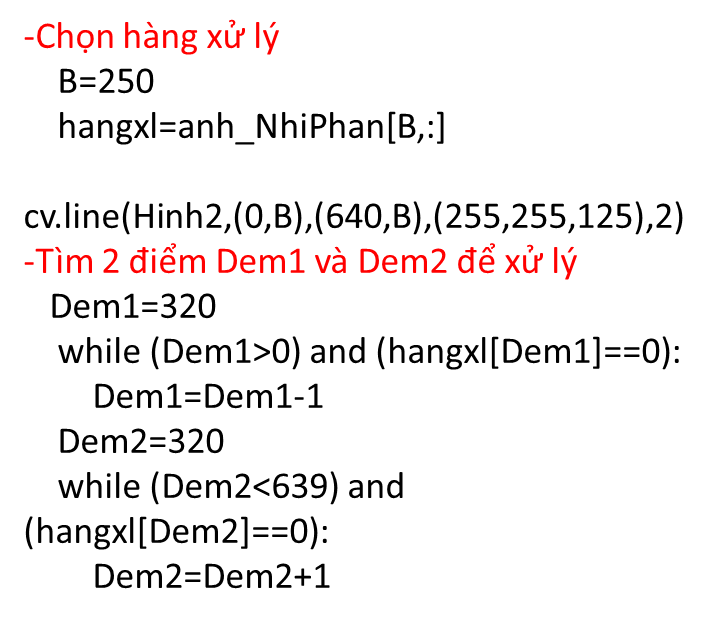 -Chọn hàng xử lý
B=250
hangxl=anh_NhiPhan[B,:]
cv.line(Hinh2,(0,B),(640,B),(255,255,125),2)
-Tìm 2 điểm Dem1 và Dem2 để xử lý
Dem1=320
while (Dem1>0) and (hangxl[Dem1]==0):
Dem1=Dem1-1
Dem2=320
while (Dem2<639) and
(hangxl[Dem2]==0):
Dem2=Dem2+1